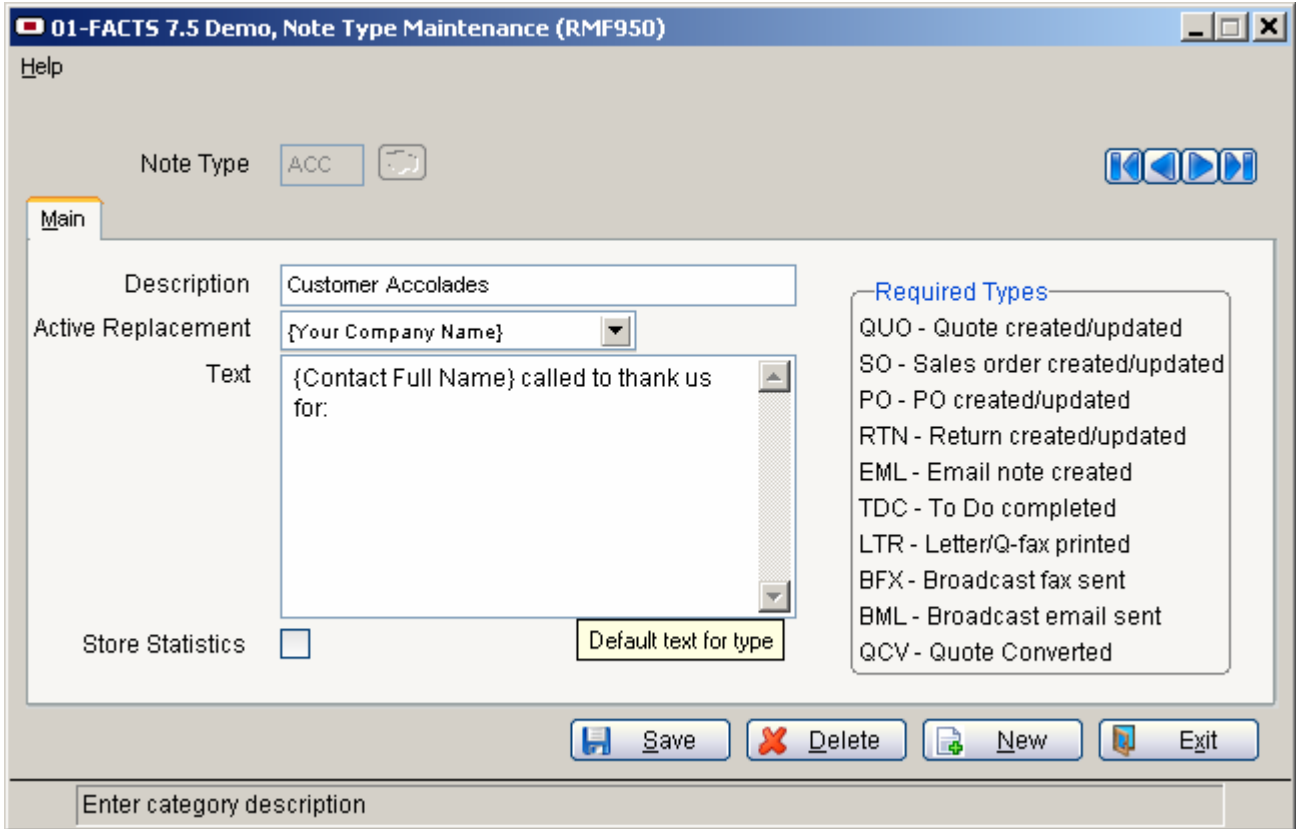 01-FACTS 7.5 Demo, Note Type Maintenance (RMF950)
Help
Note Type ACC
Main
Description Customer Accolades
Active Replacement {Your Company Name}
Text {Contact Full Name} called to thank us
for:
Store Statistics
Default text for type
Required Types
QUO - Quote created/updated
SO - Sales order created/updated
PO - PO created/updated
RTN - Return created/updated
EML - Email note created
TDC - To Do completed
LTR - Letter/Q-fax printed
BFX - Broadcast fax sent
BML - Broadcast email sent
QCV - Quote Converted
Save Delete New Exit
Enter category description